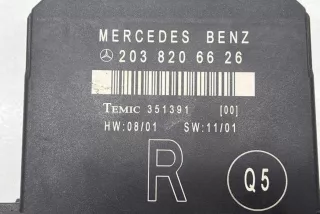 MERCEDES BENZ
203 820 66 26
TEMIC 351391 [00]
HW:08/01 SW:11/01
R
Q5